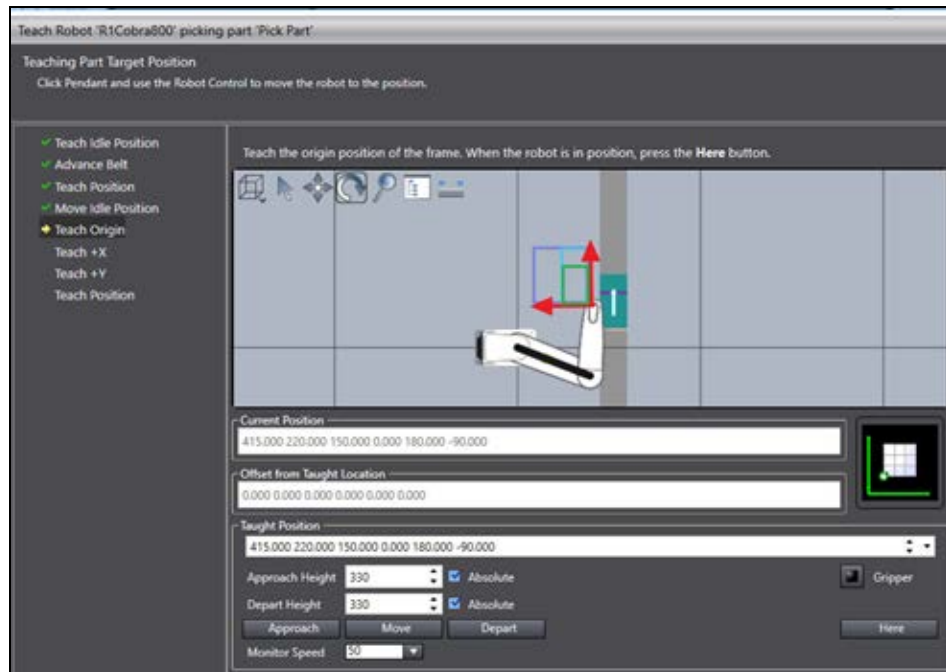 Teach Robot 'R1Cobra800' picking part 'Pick Part'
Teaching Part Target Position
Click Pendant and use the Robot Control to move the robot to the position.
Teach Idle Position
Advance Belt
Teach Position
Move Idle Position
Teach Origin
Teach +X
Teach +Y
Teach Position
Teach the origin position of the frame. When the robot is in position, press the Here button.
Current Position
415.000 220.000 150.000 0.000 180.000 -90.000
Offset from Taught Location
0.000 0.000 0.000 0.000 0.000 0.000
Taught Position
415.000 220.000 150.000 0.000 180.000 -90.000
Approach Height 330 Absolute Gripper
Depart Height 330 Absolute
Approach Move Depart Here
Monitor Speed 50